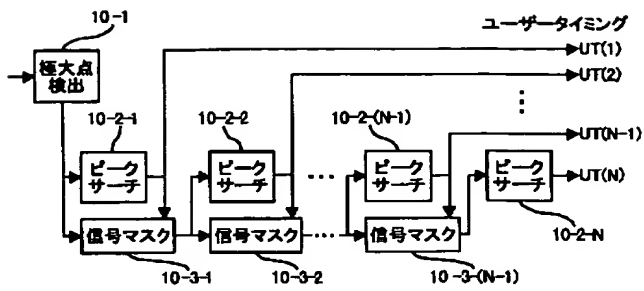 10-1
ユーザータイミング
極大点
検出
UT(1)
UT(2)
10-2-1
10-2-2
10-2-(N-1)
UT(N-1)
ピーク
サーチ
ピーク
サーチ
ピーク
サーチ
ピーク
サーチ
UT(N)
信号マスク
信号マスク
信号マスク
10-2-N
10-3-1
10-3-2
10-3-(N-1)